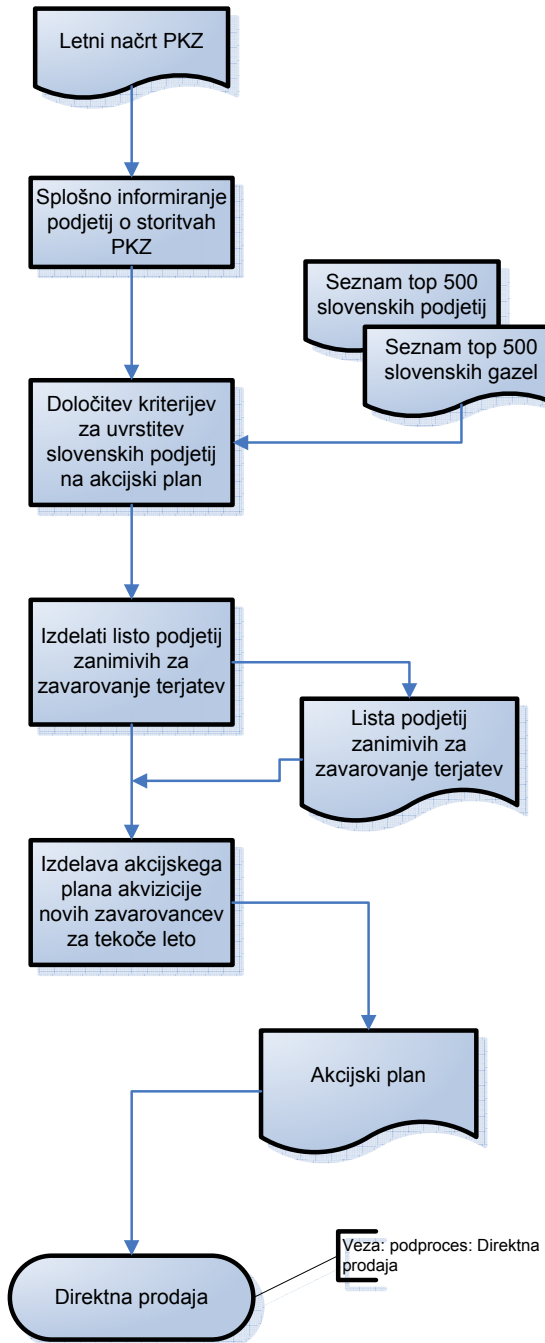 Letni načrt PKZ
Splošno informiranje
podjetij o storitvah
PKZ
Seznam top 500
slovenskih podjetij
Seznam top 500
slovenskih gazel
Določitev kriterijev
za uvrstitev
slovenskih podjetij
na akcijski plan
Izdelati listo podjetij
zanimivih za
zavarovanje terjatev
Lista podjetij
zanimivih za
zavarovanje terjatev
Izdelava akcijskega
plana akvizicije
novih zavarovancev
za tekoče leto
Akcijski plan
Veza: podproces: Direktna
prodaja
Direktna prodaja